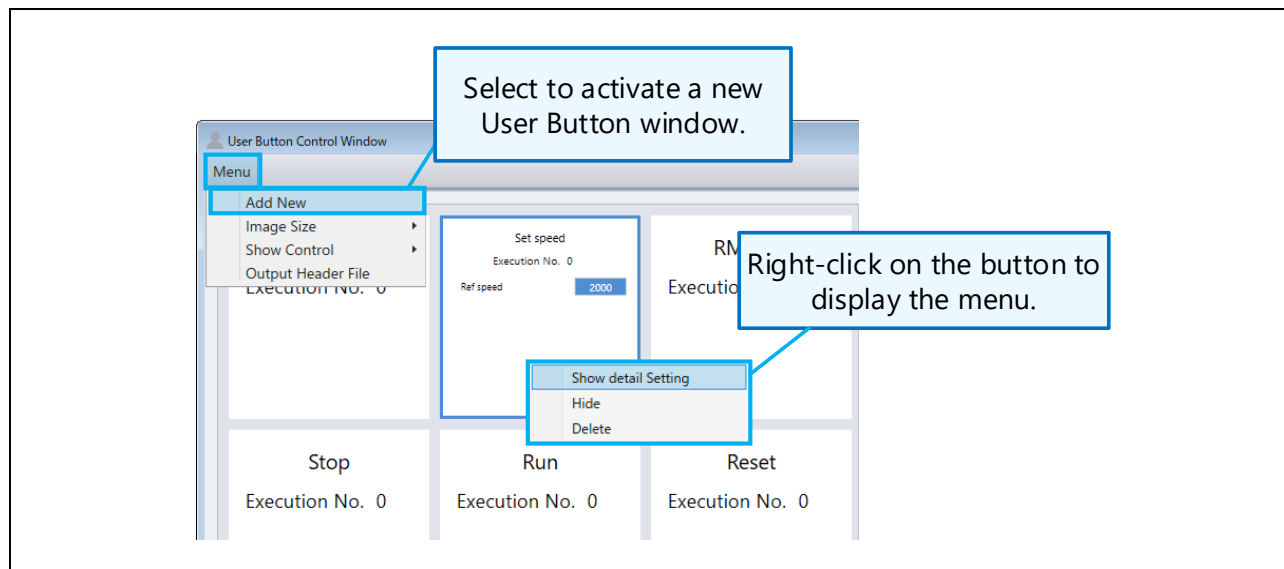 Select to activate a new
User Button window.
User Button Control Window
Menu
Add New
Image Size
Show Control
Output Header File
Execution No. 0
Set speed
Execution No. 0
Ref speed 2000
Right-click on the button to
display the menu.
Show detail Setting
Hide
Delete
Stop
Execution No. 0
Run
Execution No. 0
Reset
Execution No. 0